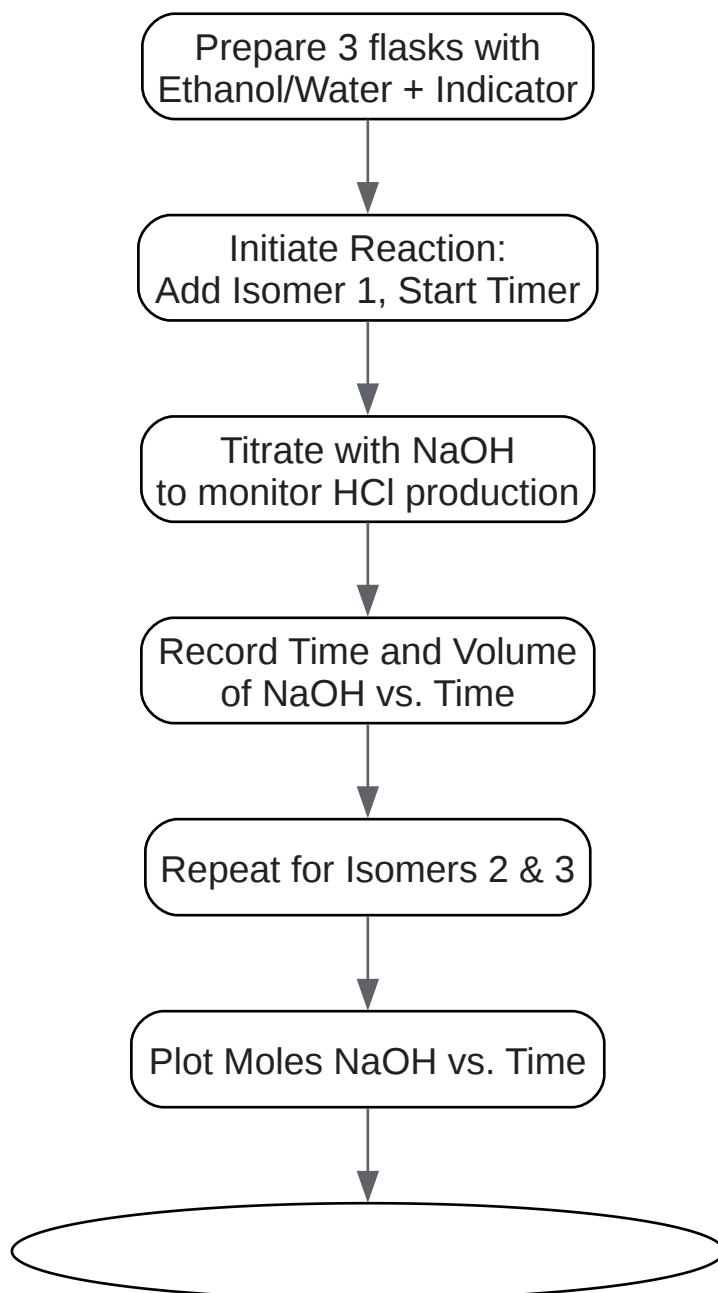 Prepare 3 flasks with
Ethanol/Water + Indicator
Initiate Reaction:
Add Isomer 1, Start Timer
Titrate with NaOH
to monitor HCl production
Record Time and Volume
of NaOH vs. Time
Repeat for Isomers 2 & 3
Plot Moles NaOH vs. Time